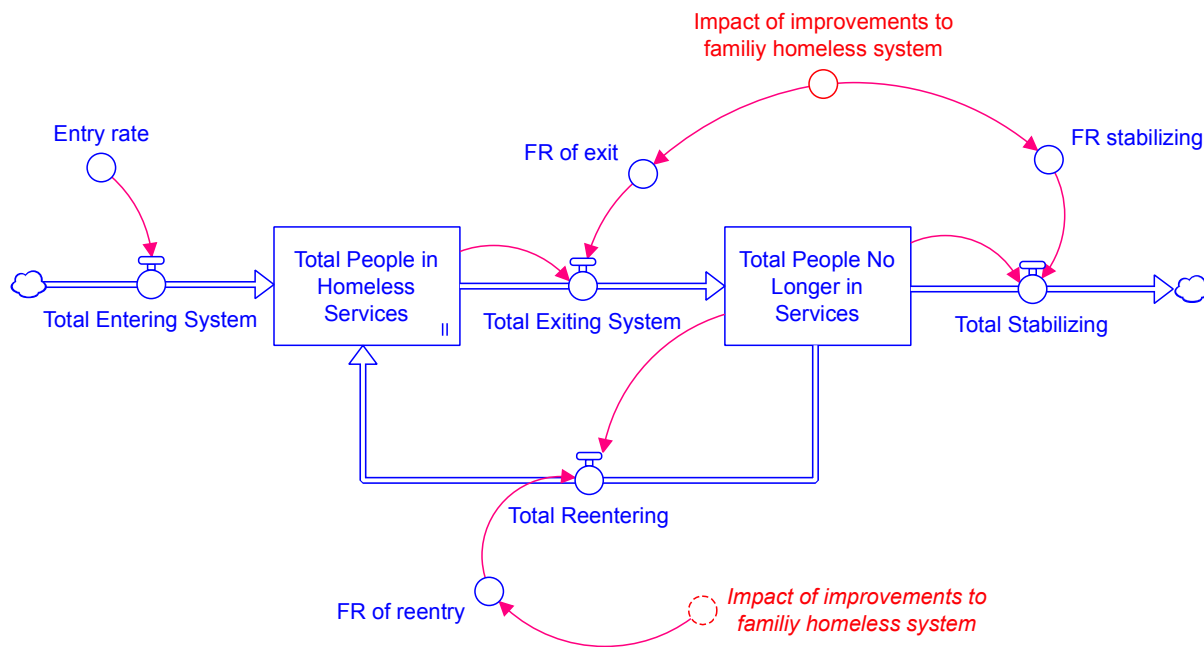 Impact of improvements to
familiy homeless system
Entry rate
FR of exit
FR stabilizing
Total People in
Homeless
Services
Total People No
Longer in
Services
Total Entering System
Total Exiting System
Total Stabilizing
Total Reentering
FR of reentry
Impact of improvements to
familiy homeless system